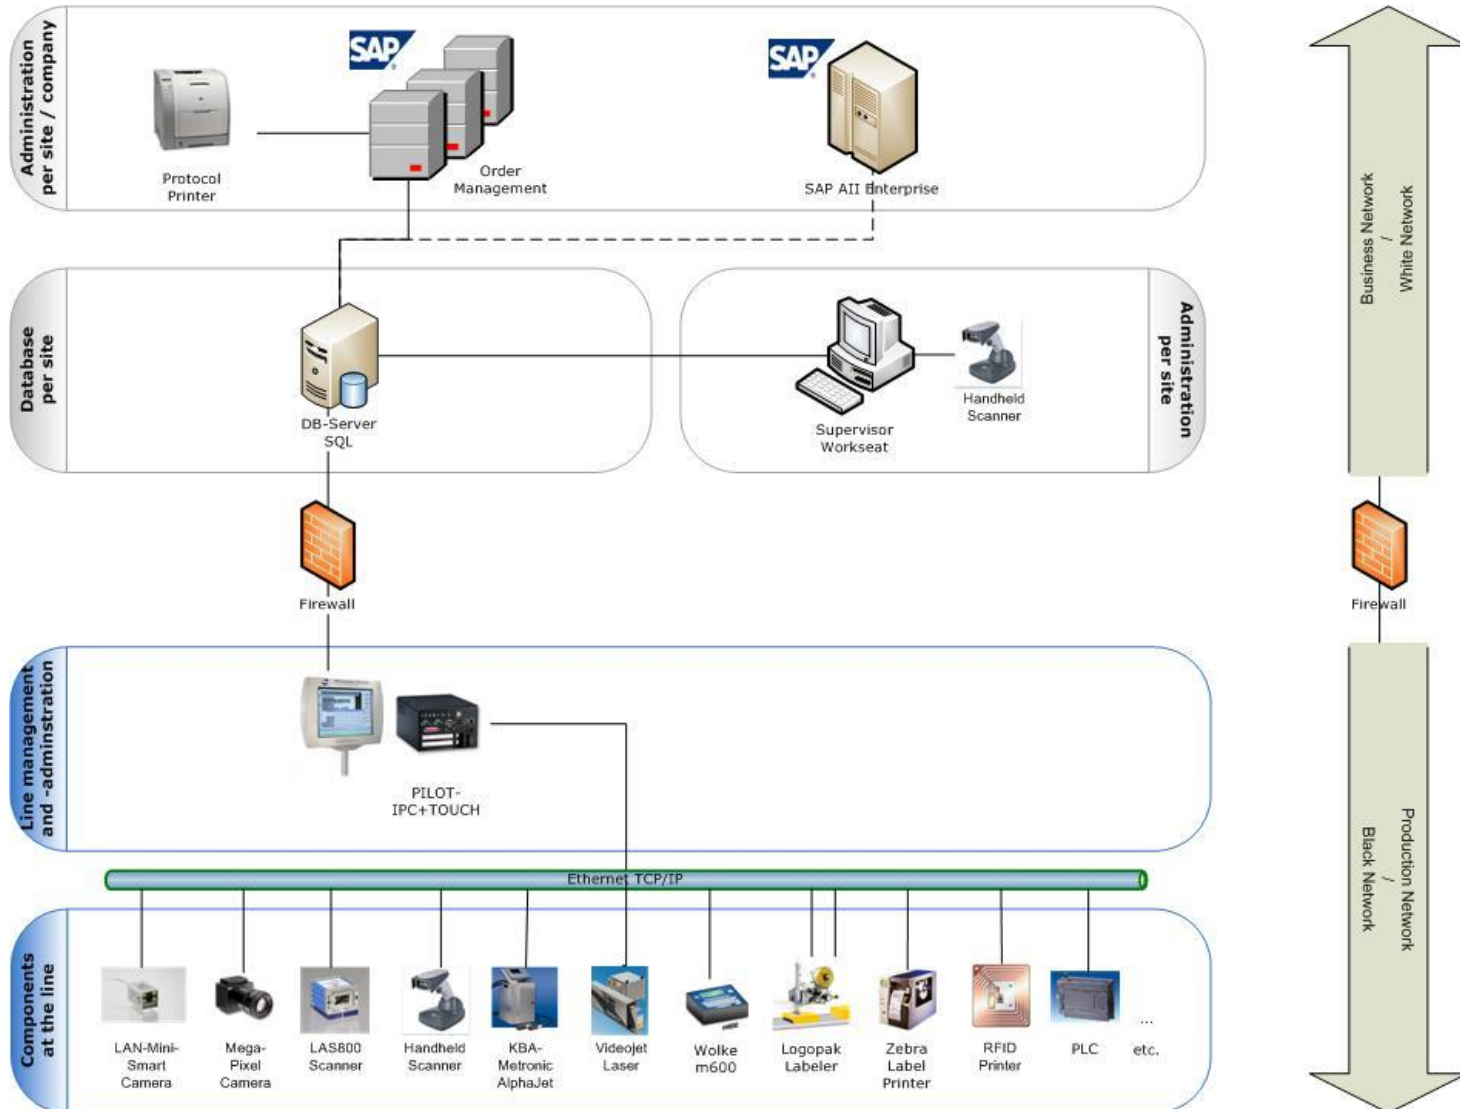 Administration
per site / company
SAP
SAP
Protocol
Printer
Order
Management
SAP AII Enterprise
Database
per site
DB-Server
SQL
Supervisor
Workseat
Handheld
Scanner
Administration
per site
Firewall
Line management
and -adminstration
PILOT-
IPC+TOUCH
Ethernet TCP/IP
Components
at the line
LAN-Mini-
Smart
Camera
Mega-
Pixel
Camera
LAS800
Scanner
Handheld
Scanner
KBA-
Metronic
AlphaJet
Videojet
Laser
Wolke
m600
Logopak
Labeler
Zebra
Label
Printer
RFID
Printer
PLC
...
etc.
Business Network
/
White Network
Firewall
Production Network
/
Black Network